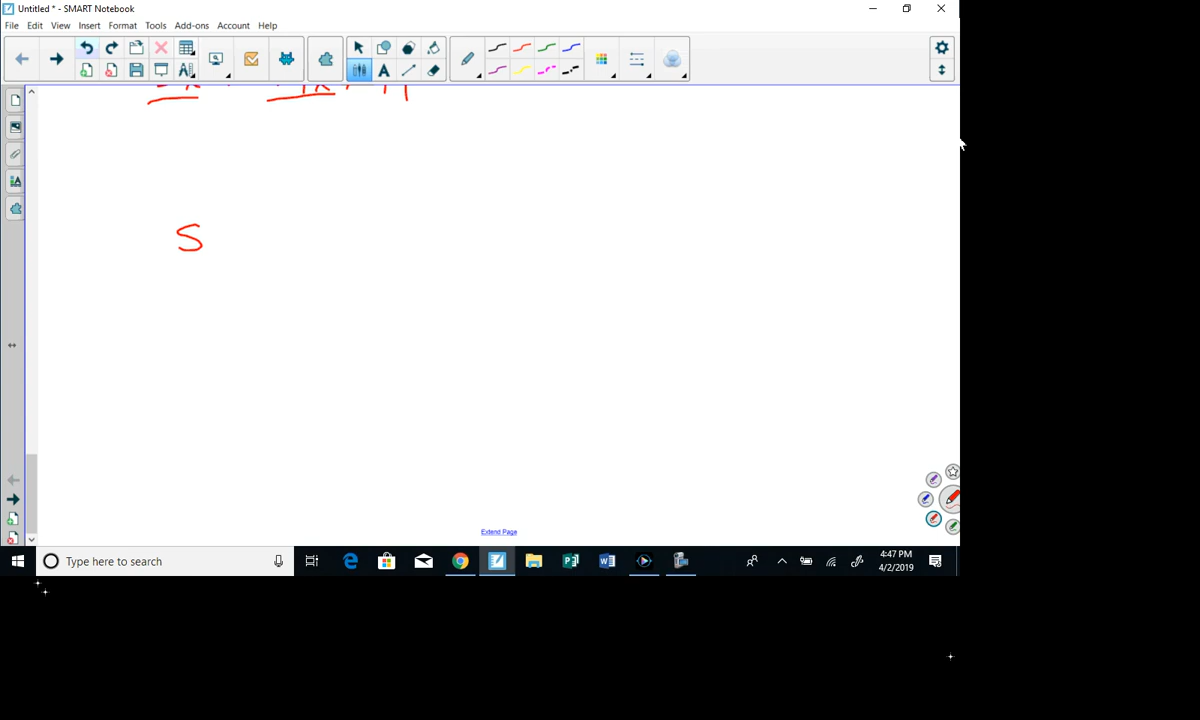 Untitled * - SMART Notebook
File Edit View Insert Format Tools Add-ons Account Help
S
Extend Page
Type here to search
4:47 PM
4/2/2019